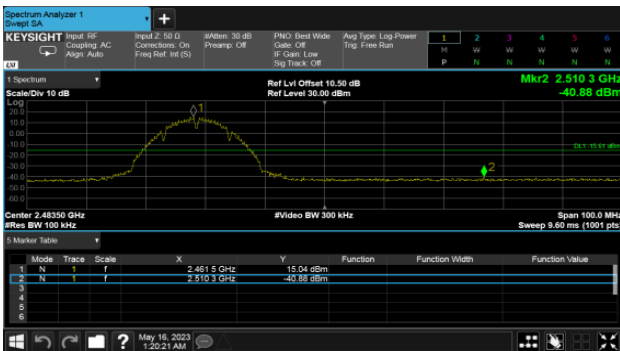 Spectrum Analyzer 1
Swept SA
+
KEYSIGHT Input: RF Input Z: 50 Ω #Atten: 30 dB PNO: Best Wide Avg Type: Log-Power 1 2 3 4 5 6
Coupling: AC Corrections: On Preamp: Off Gate: Off Trig: Free Run M W W W W W
Align: Auto Freq Ref: Int (S) IF Gain: Low
Sig Track: Off P N N N N N
LXI
1 Spectrum Ref Lvl Offset 10.50 dB Mkr2 2.510 3 GHz
Scale/Div 10 dB Ref Level 30.00 dBm -40.88 dBm
Log
20.0
10.0
0.00
-10.0
-20.0
-30.0
-40.0
-50.0
-60.0
1
DL1 -15.61 dBm
2
Center 2.48350 GHz #Video BW 300 kHz Span 100.0 MHz
#Res BW 100 kHz Sweep 9.60 ms (1001 pts)
5 Marker Table
Mode Trace Scale X Y Function Function Width Function Value
1 N 1 f 2.461 5 GHz 15.04 dBm
2 N 1 f 2.510 3 GHz -40.88 dBm
3
4
5
6
? May 16, 2023
1:20:21 AM